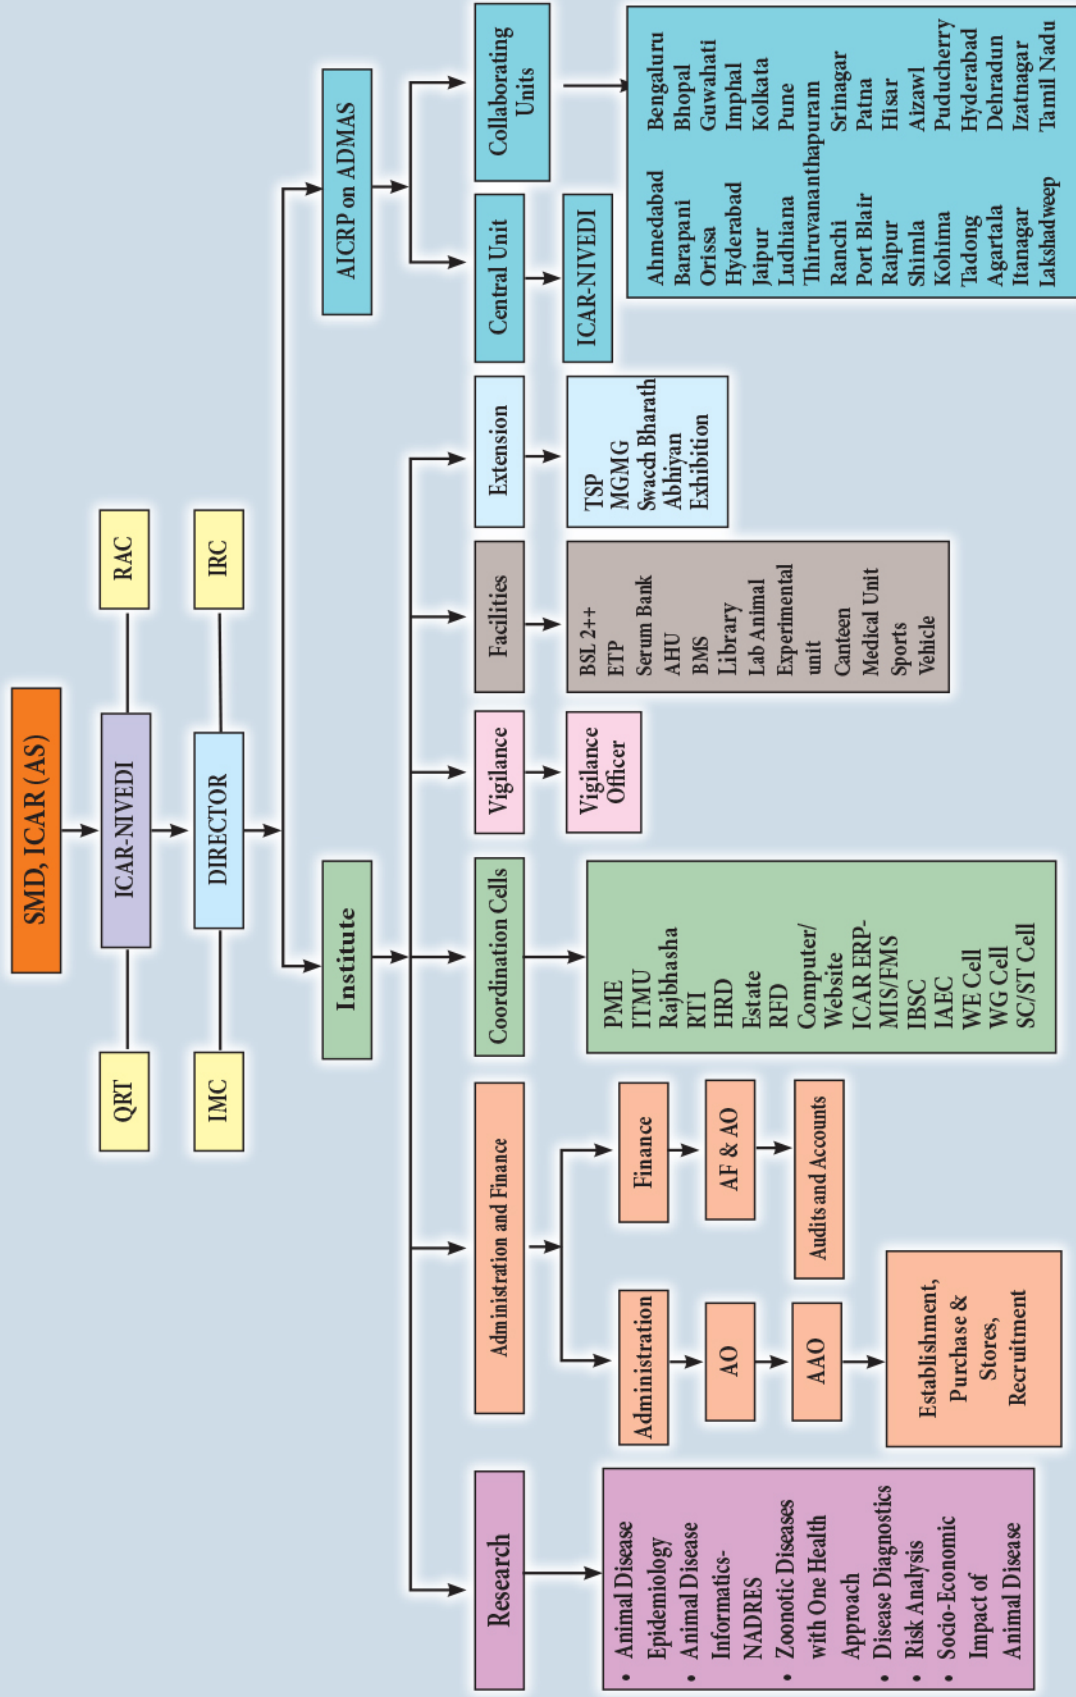 SMD, ICAR (AS)
QRT
ICAR-NIVEDI
RAC
IMC
DIRECTOR
IRC
Institute
AICRP on ADMAS
Research
Administration and Finance
Coordination Cells
Vigilance
Facilities
Extension
Central Unit
Collaborating
Units
• Animal Disease
Epidemiology
• Animal Disease
Informatics-
NADRES
• Zoonotic Diseases
with One Health
Approach
• Disease Diagnostics
• Risk Analysis
• Socio-Economic
Impact of
Animal Disease
Administration
AO
AAO
Establishment,
Purchase &
Stores,
Recruitment
Finance
AF & AO
Audits and Accounts
PME
ITMU
Rajbhasha
RTI
HRD
Estate
RFD
Computer/
Website
ICAR ERP-
MIS/FMS
IBSC
IAEC
WE Cell
WG Cell
SC/ST Cell
Vigilance
Officer
BSL 2++
ETP
Serum Bank
AHU
BMS
Library
Lab Animal
Experimental
unit
Canteen
Medical Unit
Sports
Vehicle
TSP
MGMG
Swacch Bharath
Abhiyan
Exhibition
ICAR-NIVEDI
Ahmedabad Bengaluru
Barapani Bhopal
Orissa Guwahati
Hyderabad Imphal
Jaipur Kolkata
Ludhiana Pune
Thiruvananthapuram
Ranchi Srinagar
Port Blair Patna
Raipur Hisar
Shimla Aizawl
Kohima Puducherry
Tadong Hyderabad
Agartala Dehradun
Itanagar Izatnagar
Lakshadweep Tamil Nadu